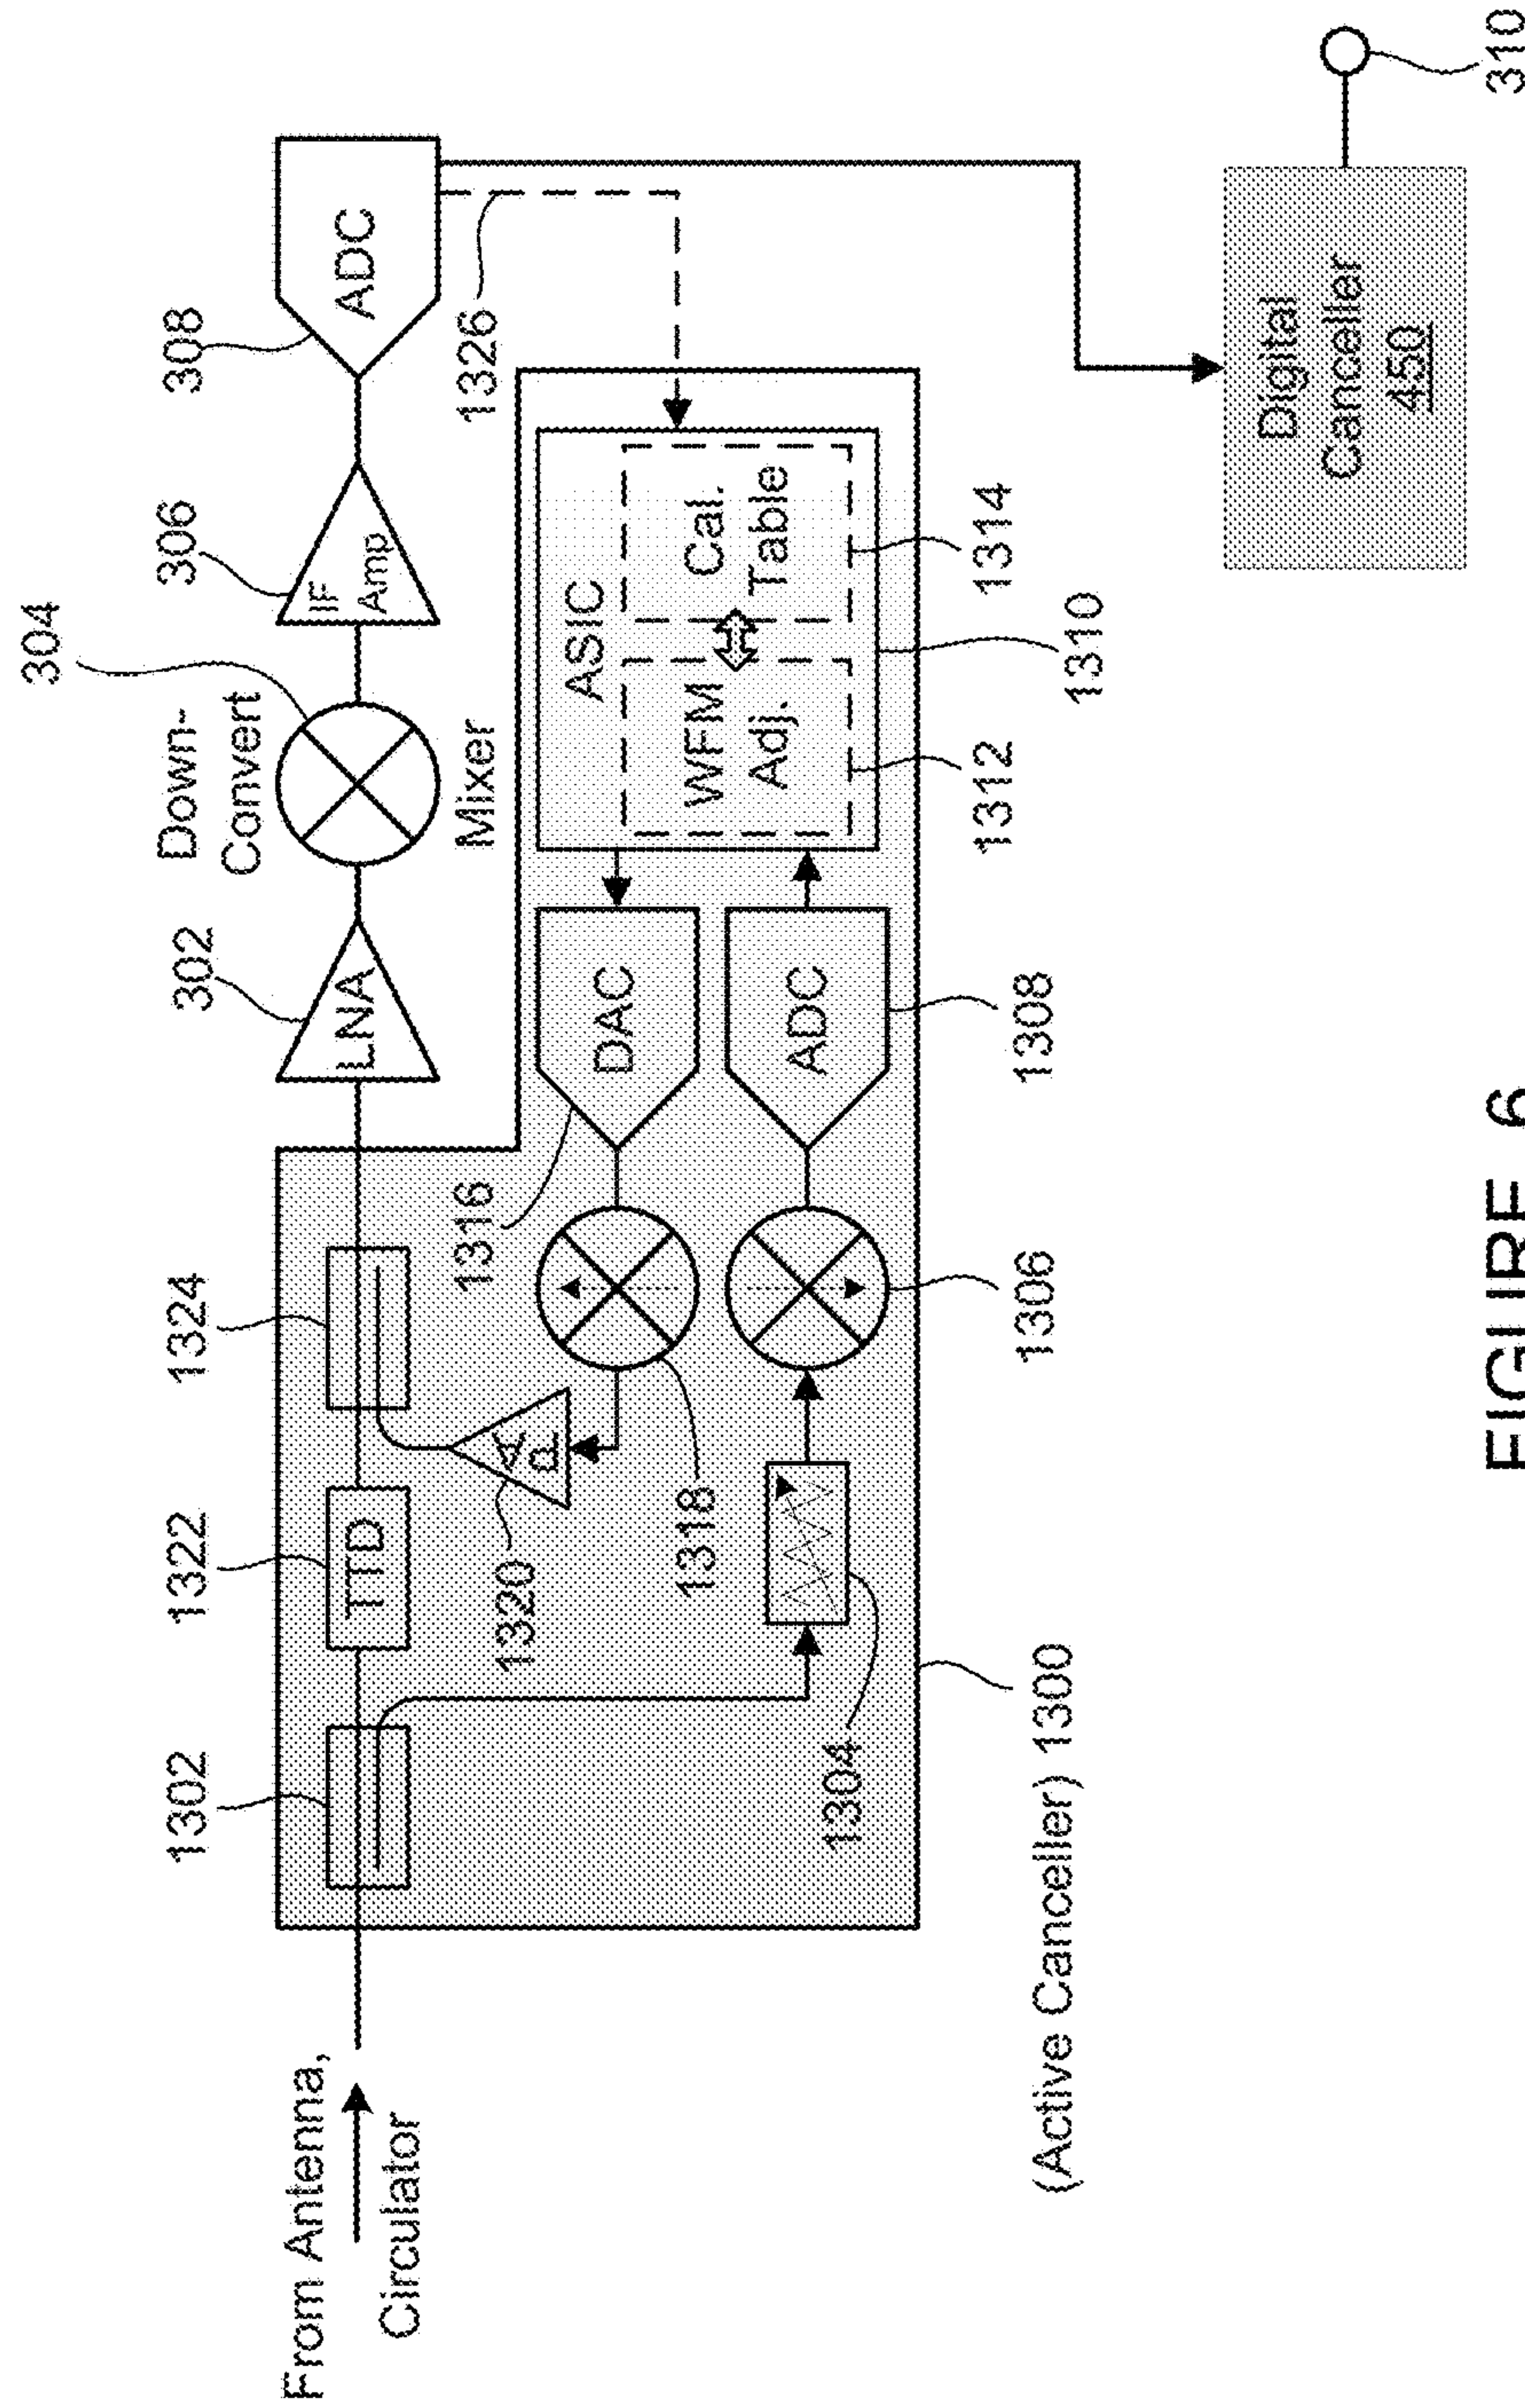 304
Down-
Convert
302
306
308
1302
1322
1324
From Antenna,
Circulator
TTD
LNA
IF
Amp
ADC
Mixer
1326
1320
PA
1316
1318
DAC
ASIC
WFM
Adj.
Cal.
Table
ADC
1304
1306
1308
1312
1314
1310
(Active Canceller) 1300
Digital
Canceller
450
310
FIGURE 6